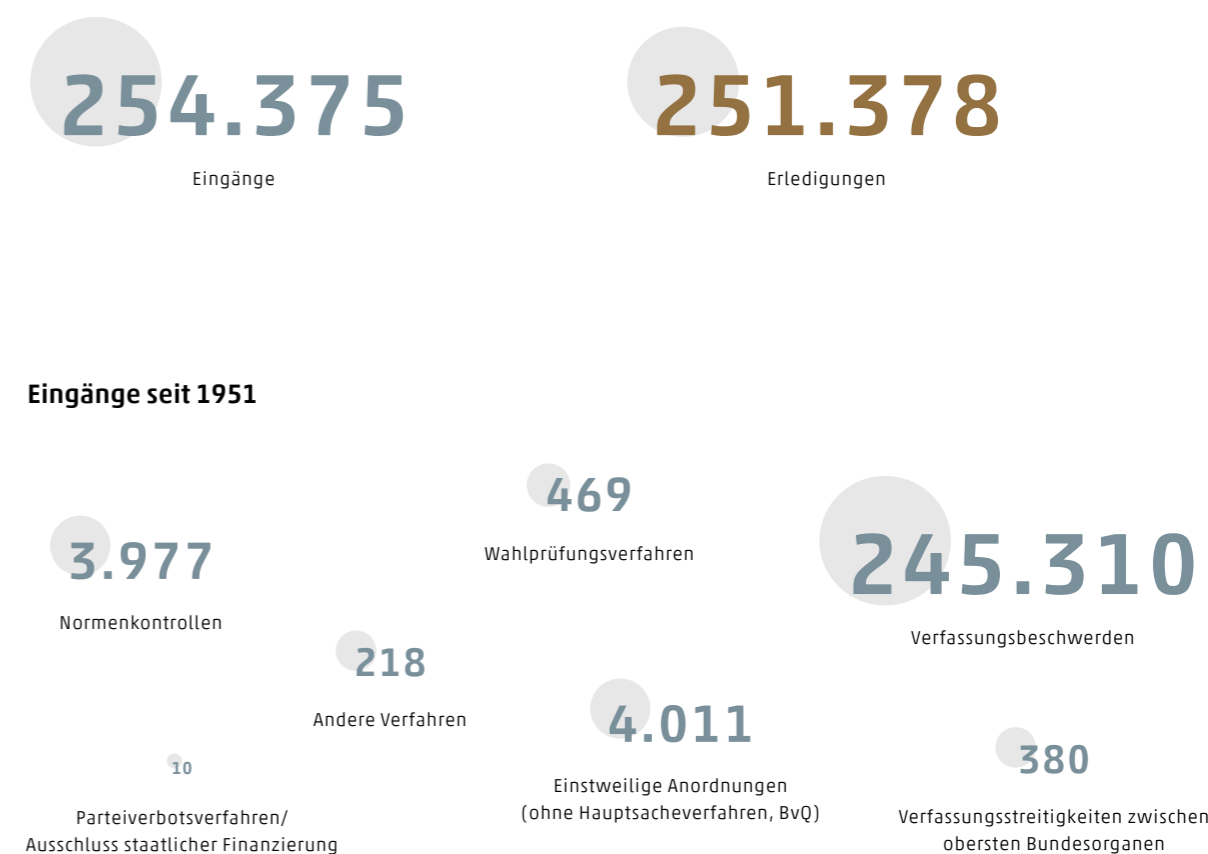 254.375
Eingänge
251.378
Erledigungen
Eingänge seit 1951
469
Wahlprüfungsverfahren
3.977
Normenkontrollen
245.310
Verfassungsbeschwerden
218
Andere Verfahren
4.011
Einstweilige Anordnungen
(ohne Hauptsacheverfahren, BvQ)
10
Parteiverbotsverfahren/
Ausschluss staatlicher Finanzierung
380
Verfassungsstreitigkeiten zwischen
obersten Bundesorganen